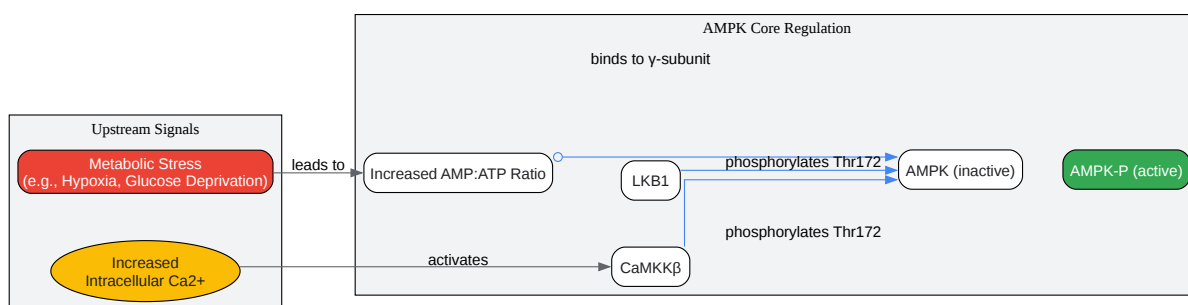 AMPK Core Regulation
binds to γ-subunit
Upstream Signals
Metabolic Stress
(e.g., Hypoxia, Glucose Deprivation)
leads to
Increased AMP:ATP Ratio
LKB1
phosphorylates Thr172
AMPK (inactive)
AMPK-P (active)
phosphorylates Thr172
Increased
Intracellular Ca2+
activates
CaMKKβ